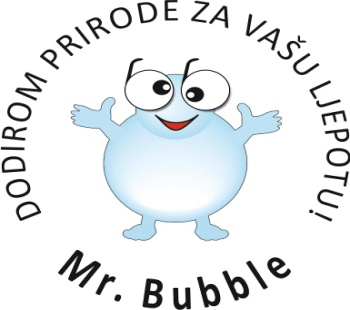 DODIROM PRIRODE ZA VAŠU LJEPOTU!
Mr. Bubble